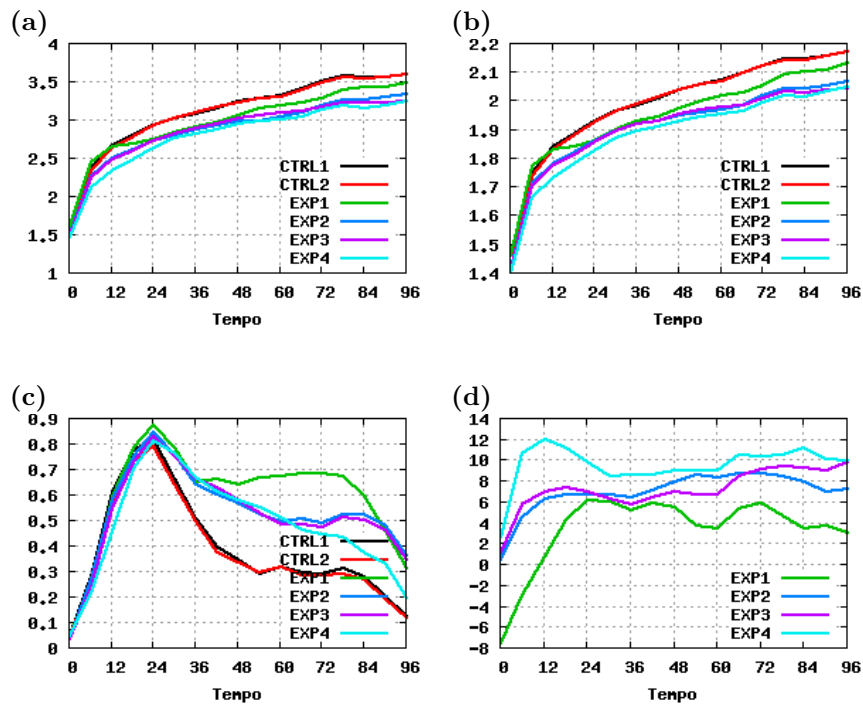 (a)
4
3.5
3
2.5
2
1.5
1
CTRL1
CTRL2
EXP1
EXP2
EXP3
EXP4
0 12 24 36 48 60 72 84 96
Tempo
(b)
2.2
2.1
2
1.9
1.8
1.7
1.6
1.5
1.4
CTRL1
CTRL2
EXP1
EXP2
EXP3
EXP4
0 12 24 36 48 60 72 84 96
Tempo
(c)
0.9
0.8
0.7
0.6
0.5
0.4
0.3
0.2
0.1
0
CTRL1
CTRL2
EXP1
EXP2
EXP3
EXP4
0 12 24 36 48 60 72 84 96
Tempo
(d)
14
12
10
8
6
4
2
0
-2
-4
-6
-8
EXP1
EXP2
EXP3
EXP4
0 12 24 36 48 60 72 84 96
Tempo